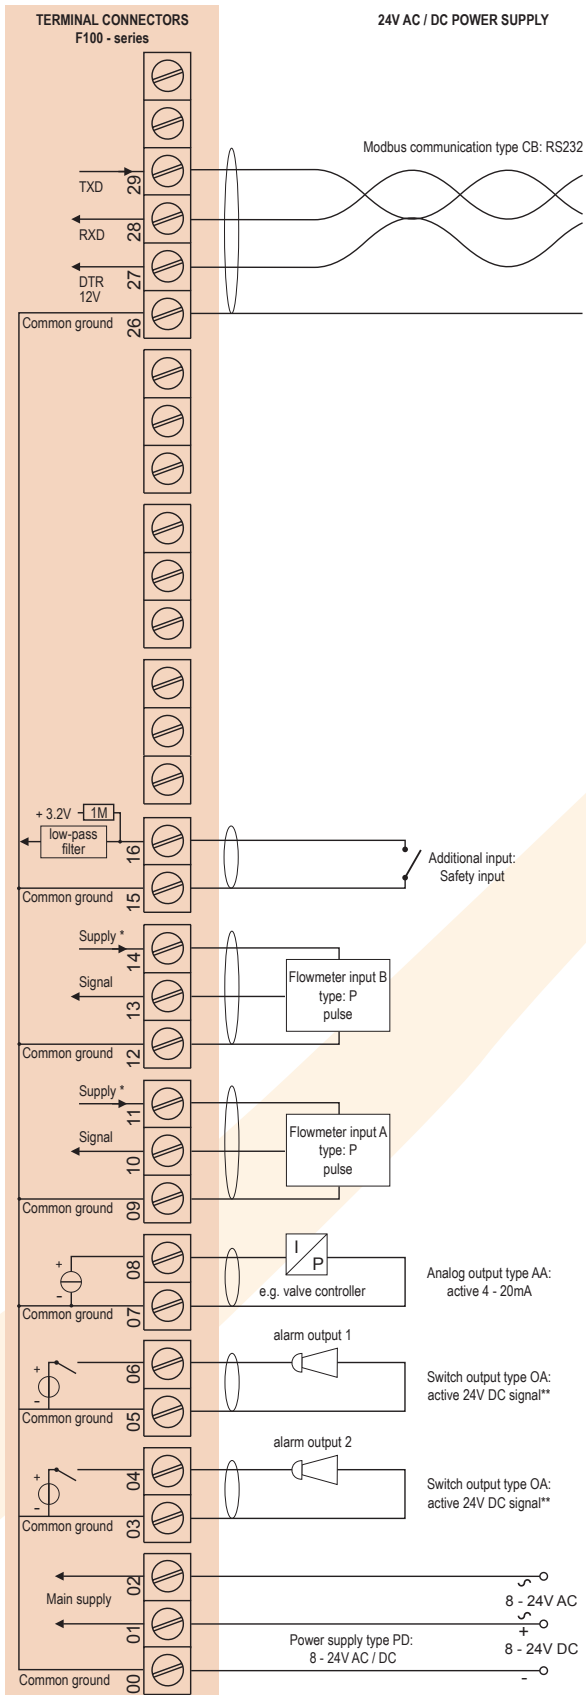 TERMINAL CONNECTORS
F100 - series
24V AC / DC POWER SUPPLY
Modbus communication type CB: RS232
29
TXD
28
RXD
27
DTR
12V
26
Common ground
+ 3.2V
1M
low-pass
filter
16
Additional input:
Safety input
15
Common ground
Supply *
14
Signal
13
Flowmeter input B
type: P
pulse
12
Common ground
Supply *
11
Signal
10
Flowmeter input A
type: P
pulse
09
Common ground
08
I
P
+
-
e.g. valve controller
Analog output type AA:
active 4 - 20mA
07
Common ground
alarm output 1
06
+
-
Switch output type OA:
active 24V DC signal**
05
Common ground
alarm output 2
04
+
-
Switch output type OA:
active 24V DC signal**
03
Common ground
02
Main supply
8 - 24V AC
01
+
Power supply type PD:
8 - 24V AC / DC
8 - 24V DC
00
Common ground
-